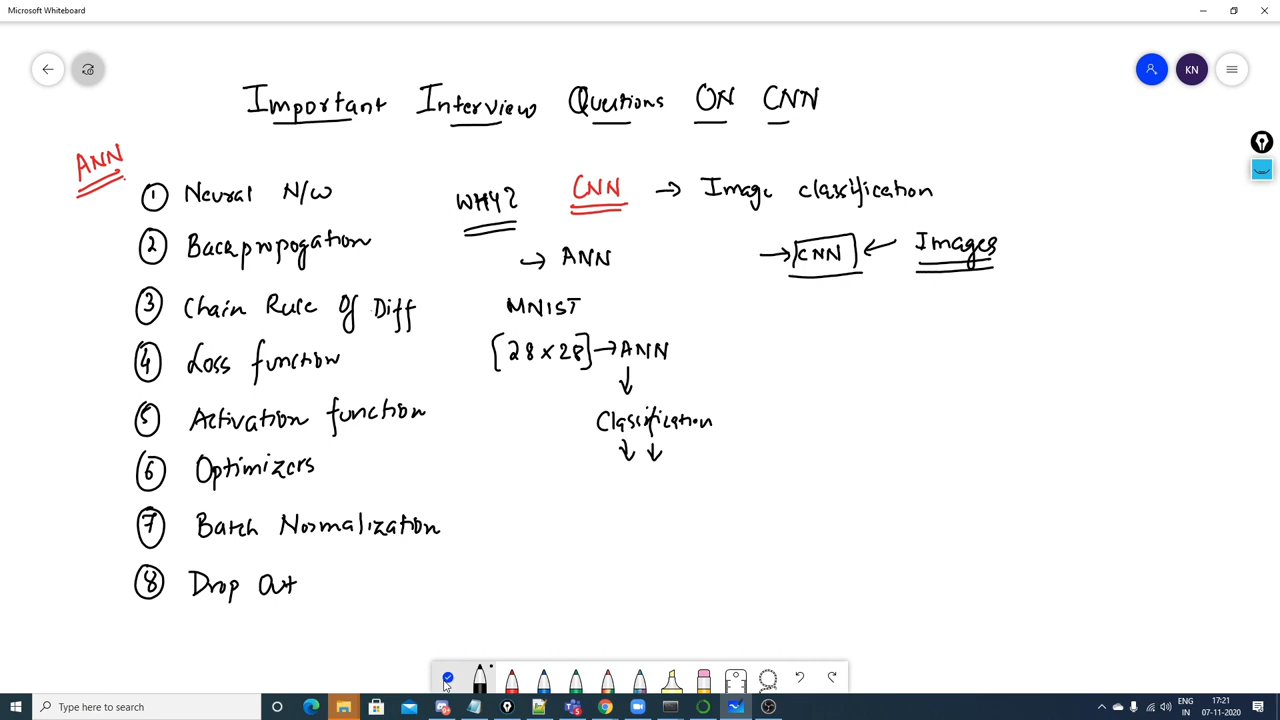 Microsoft Whiteboard
KN
Important Interview Questions ON CNN
ANN
1 Neural N/W
2 Backpropogation
3 Chain Rule Of Diff
4 Loss function
5 Activation function
6 Optimizers
7 Batch Normalization
8 Drop Out
WHY? CNN → Image classification
→ ANN
→ CNN ← Images
MNIST
[28 × 28] → ANN
↓
Classification
↓ ↓
Type here to search
ENG
IN
17:21
07-11-2020